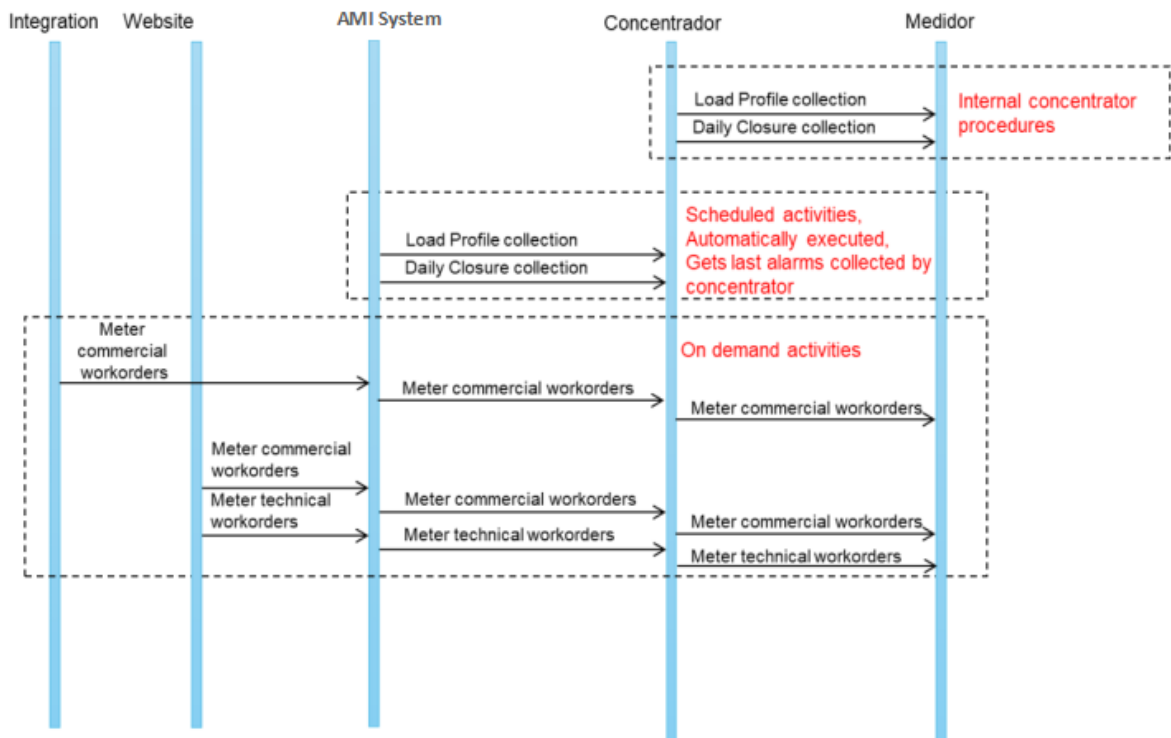 Integration
Website
AMI System
Concentrador
Medidor
Load Profile collection
Daily Closure collection
Internal concentrator
procedures
Load Profile collection
Daily Closure collection
Scheduled activities,
Automatically executed,
Gets last alarms collected by
concentrator
Meter
commercial
workorders
On demand activities
Meter commercial workorders
Meter commercial workorders
Meter commercial
workorders
Meter technical
workorders
Meter commercial workorders
Meter technical workorders
Meter commercial workorders
Meter technical workorders